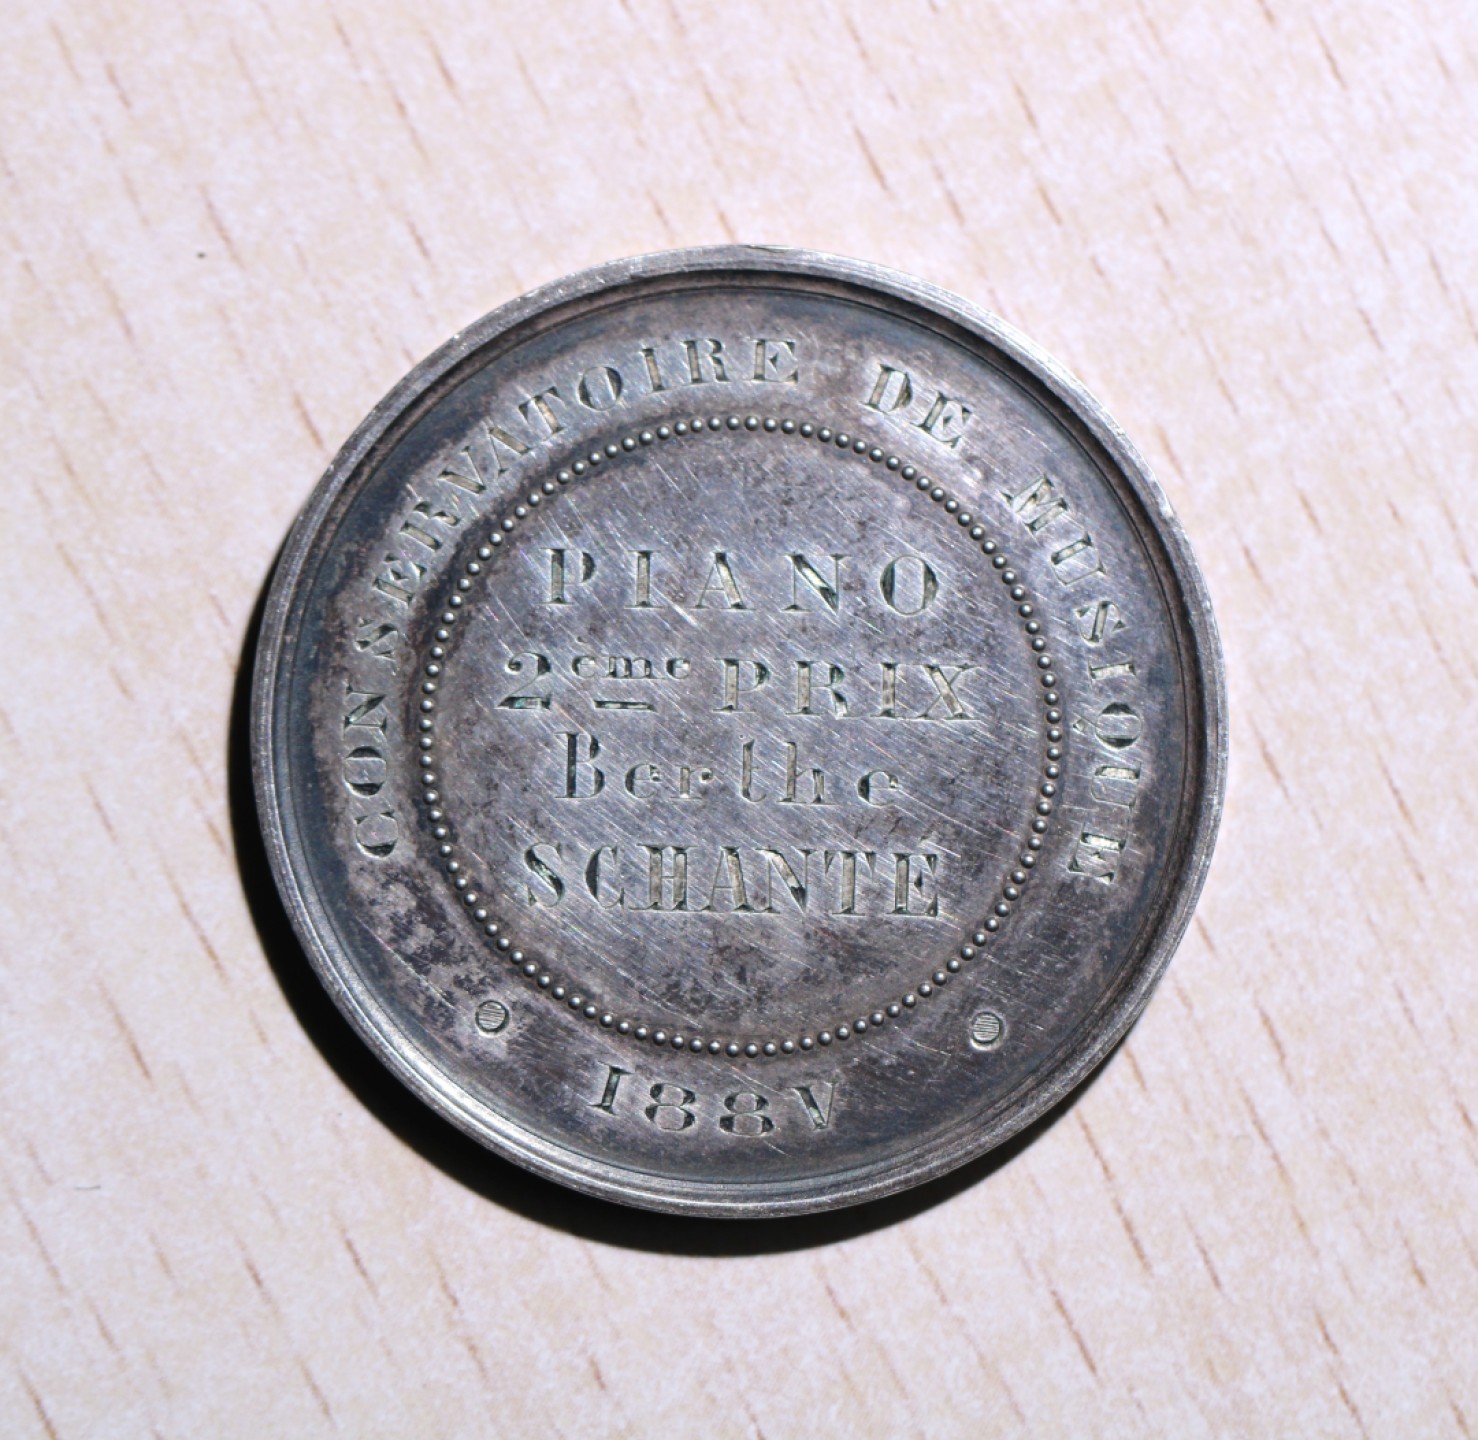 CONSERVATOIRE DE MUSIQUE
PIANO
2ème PRIX
Berthe
SCHANTÉ
188V